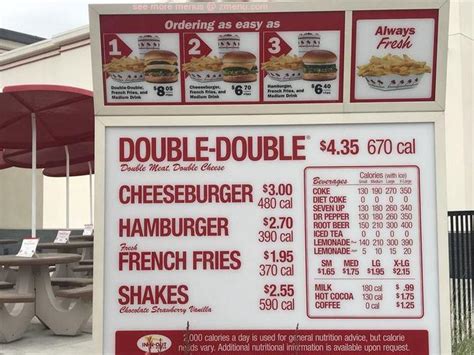 see more menus @ zmenu.com
Ordering as easy as
1
2
3
Always
Fresh
Double-Double,
French Fries, and
Medium Drink
$8.05
Cheeseburger,
French Fries, and
Medium Drink
$6.70
Hamburger,
French Fries, and
Medium Drink
$6.40
DOUBLE-DOUBLE® $4.35 670 cal
Double Meat, Double Cheese
CHEESEBURGER $3.00
480 cal
HAMBURGER $2.70
390 cal
Fresh
FRENCH FRIES $1.95
370 cal
SHAKES $2.55
Chocolate Strawberry Vanilla 590 cal
Calories (with ice)
Beverages Small Medium Large X-Large
COKE 130 190 270 350
DIET COKE 0 0 0 0
SEVEN UP 130 180 260 340
DR PEPPER 130 180 260 350
ROOT BEER 150 210 300 400
ICED TEA 0 0 0 0
LEMONADE 140 210 300 390
LEMONADE 5 10 15 20
SM MED LG X-LG
$1.65 $1.75 $1.95 $2.15
MILK 180 cal $ .99
HOT COCOA 130 cal $1.75
COFFEE 0 cal $1.25
IN-N-OUT
2,000 calories a day is used for general nutrition advice, but calorie
needs vary. Additional nutritional information is available upon request.